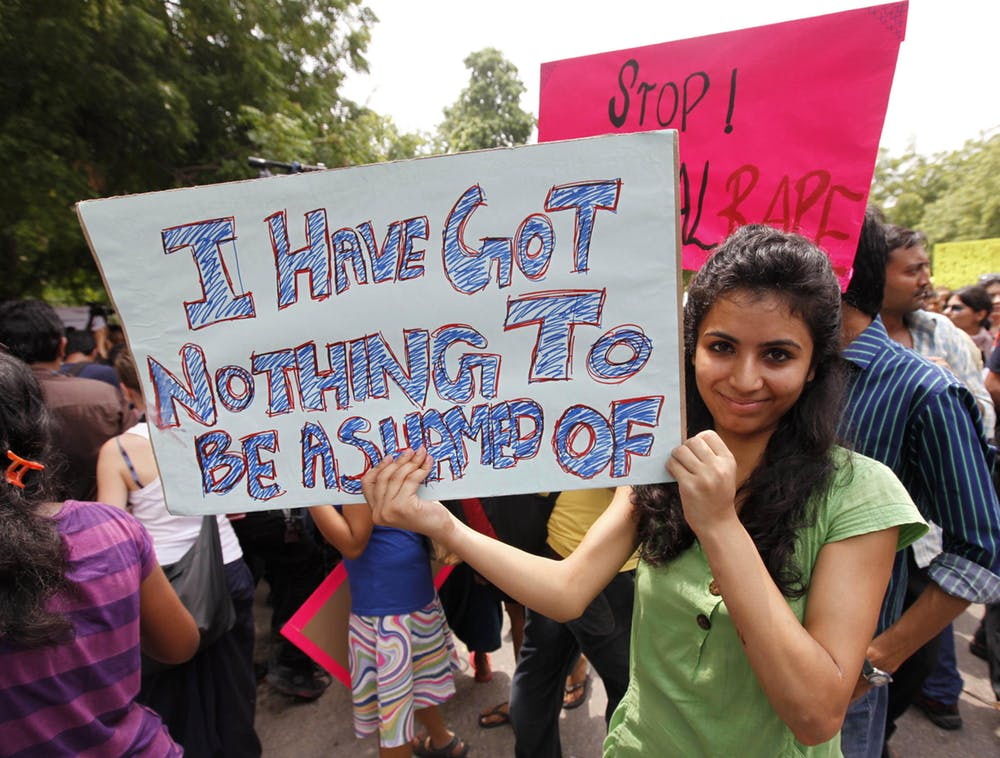 I HAVE GOT
NOTHING TO
BE ASHAMED OF
STOP!
RAPE